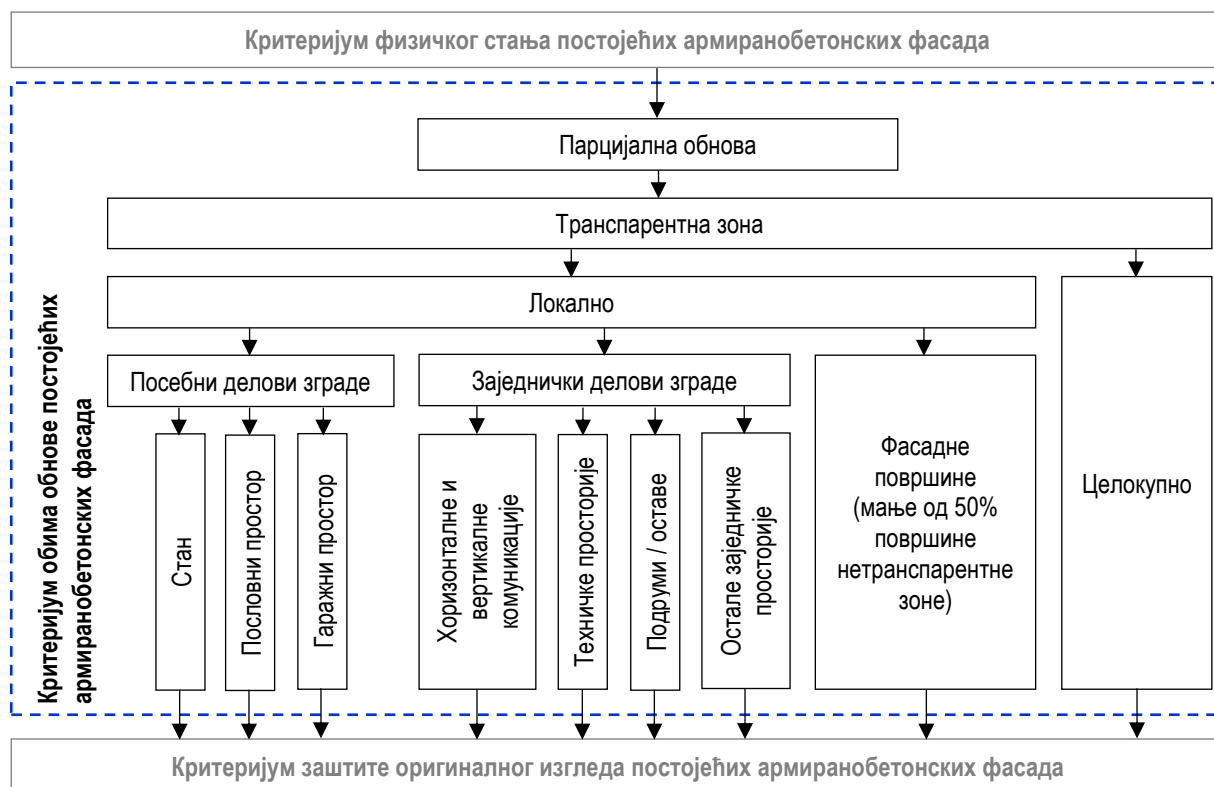 Критеријум физичког стања постојећих армиранобетонских фасада
Парцијална обнова
Транспарентна зона
Локално
Посебни делови зграде
Заједнички делови зграде
Фасадне
површине
(мање од 50%
површине
нетранспарентне
зоне)
Целокупно
Стан
Пословни простор
Гаражни простор
Хоризонталне и
вертикалне
комуникације
Техничке просторије
Подруми / оставе
Остале заједничке
просторије
Критеријум обима обнове постојећих
армиранобетонских фасада
Критеријум заштите оригиналног изгледа постојећих армиранобетонских фасада